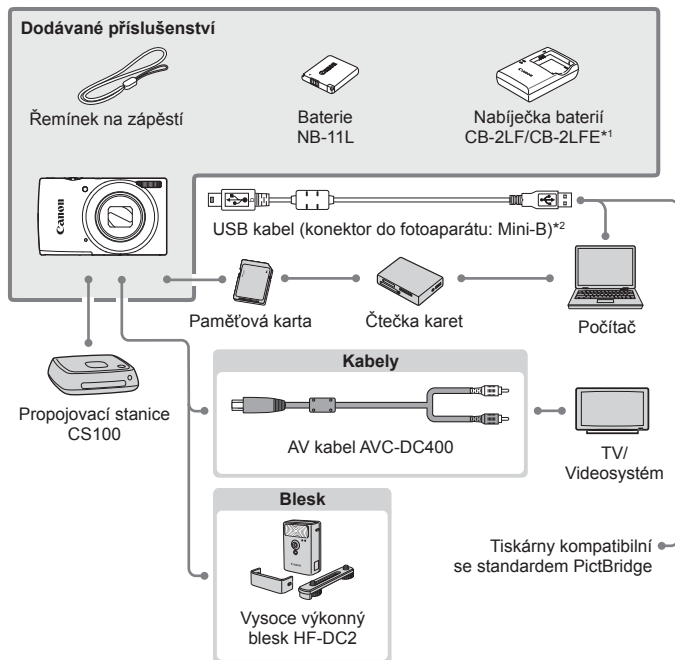 Dodávané příslušenství
Řemínek na zápěstí
Baterie
NB-11L
Nabíječka baterií
CB-2LF/CB-2LFE*1
Canon
USB kabel (konektor do fotoaparátu: Mini-B)*2
Paměťová karta
Čtečka karet
Počítač
Propojovací stanice
CS100
Kabely
AV kabel AVC-DC400
TV/
Videosystém
Blesk
Vysoce výkonný
blesk HF-DC2
Tiskárny kompatibilní
se standardem PictBridge